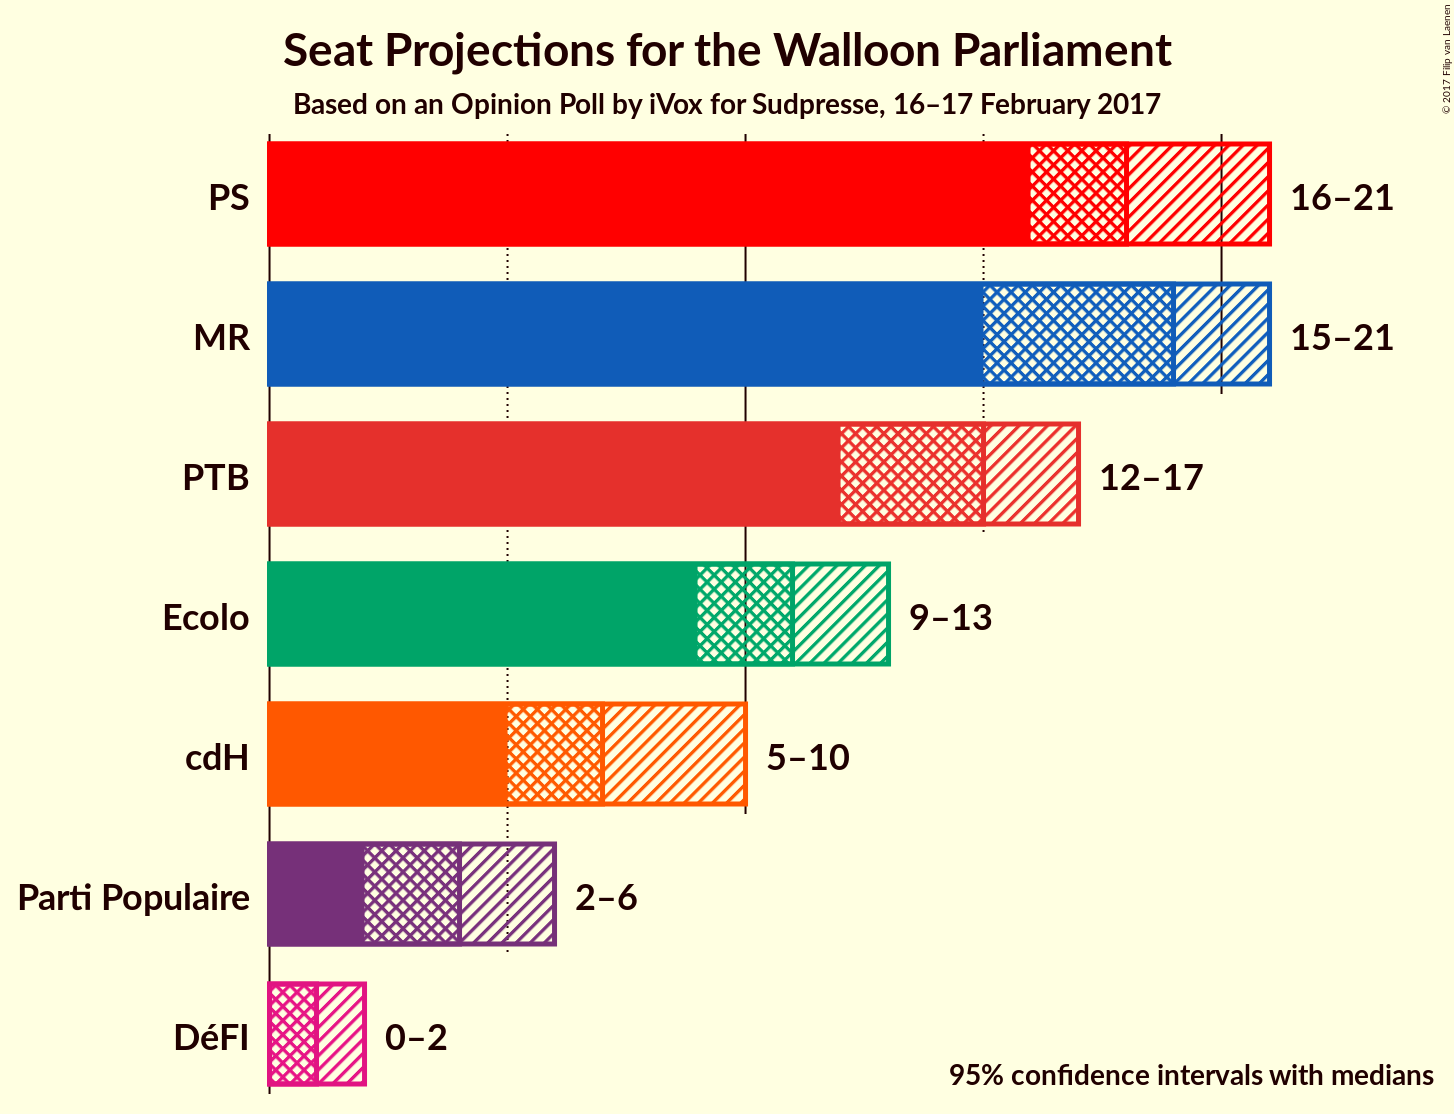 Seat Projections for the Walloon Parliament
Based on an Opinion Poll by iVox for Sudpresse, 16–17 February 2017
© 2017 Filip van Laenen
PS 16–21
MR 15–21
PTB 12–17
Ecolo 9–13
cdH 5–10
Parti Populaire 2–6
DéFI 0–2
95% confidence intervals with medians